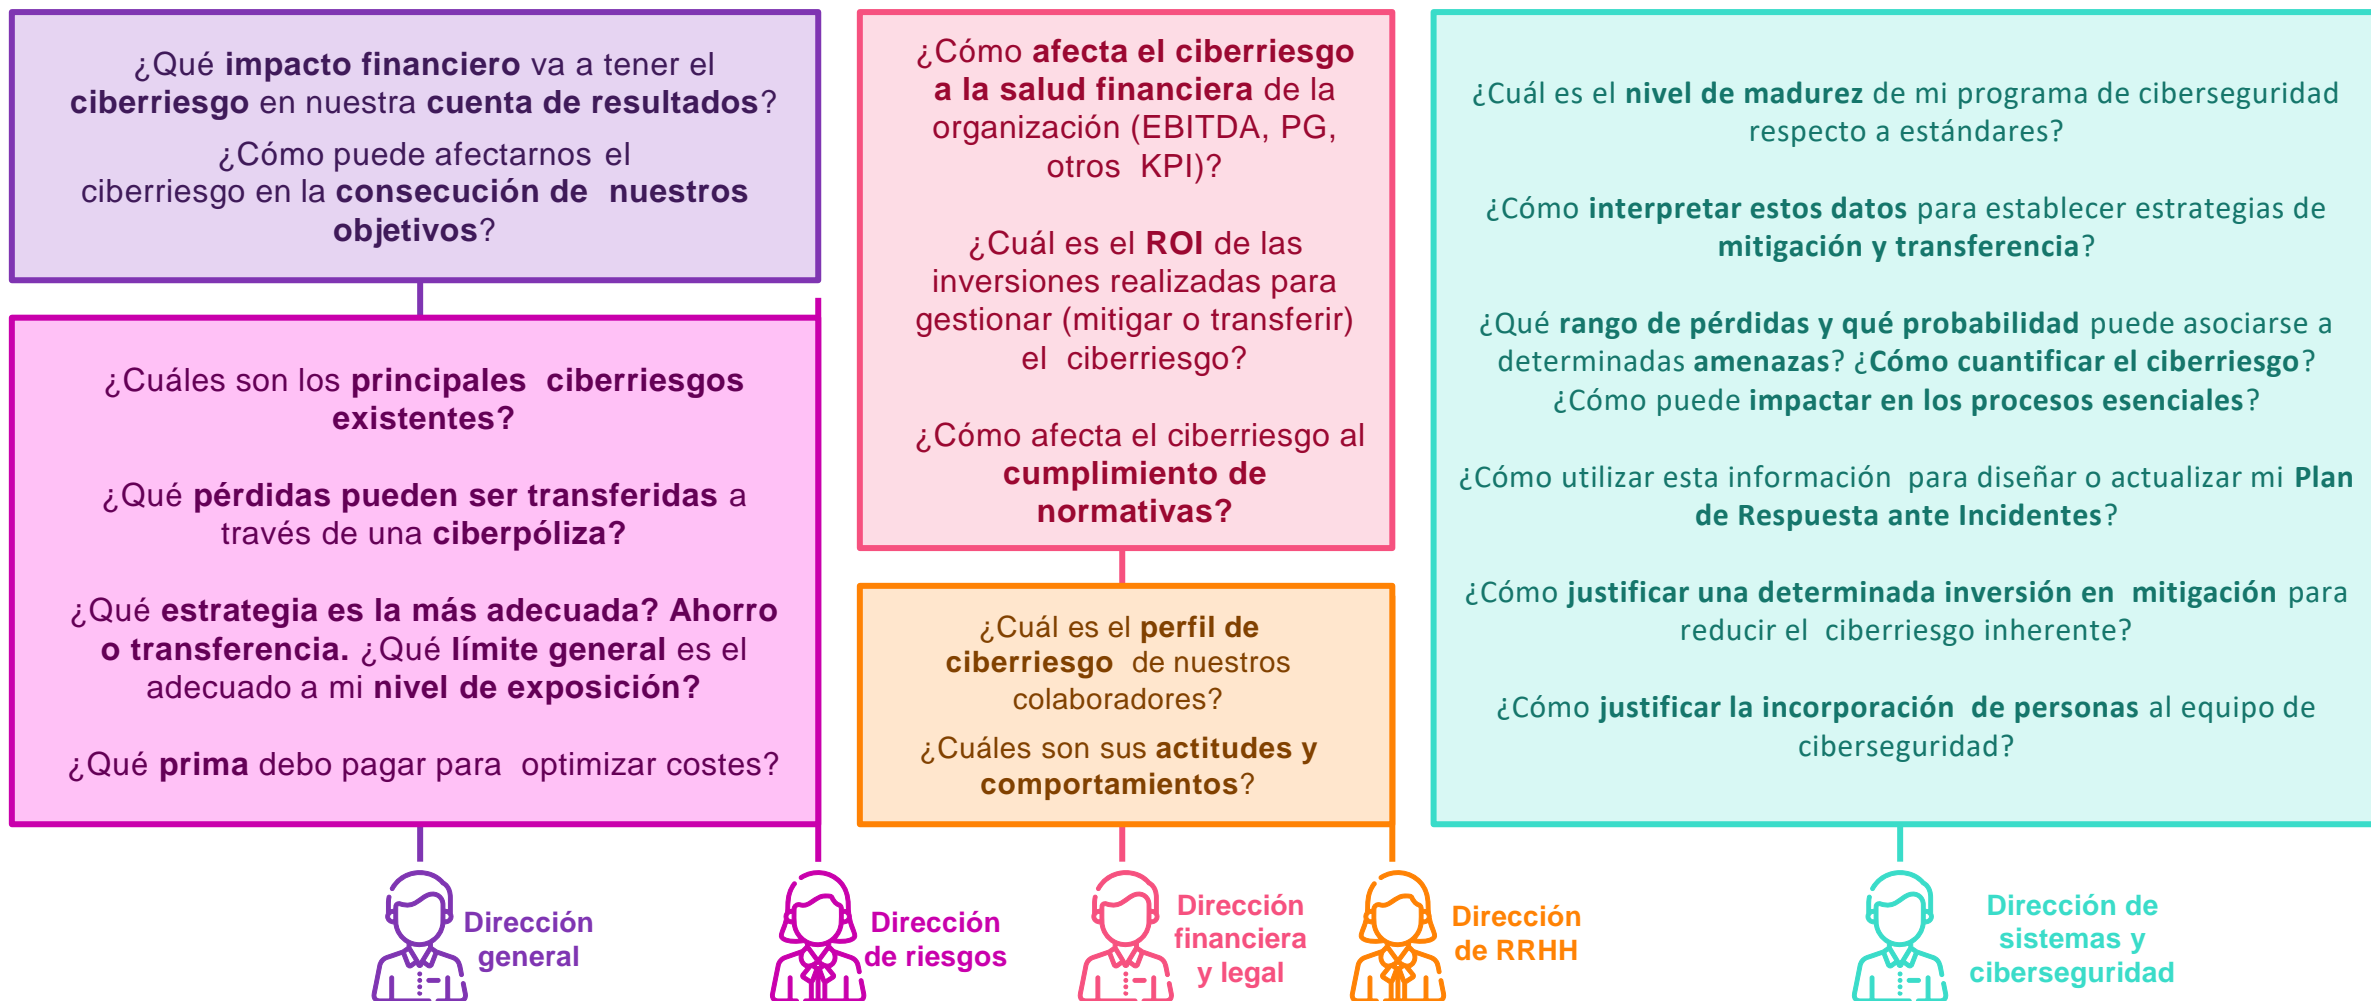 ¿Qué impacto financiero va a tener el
ciberriesgo en nuestra cuenta de resultados?
¿Cómo puede afectarnos el
ciberriesgo en la consecución de nuestros
objetivos?
¿Cuáles son los principales ciberriesgos
existentes?
¿Qué pérdidas pueden ser transferidas a
través de una ciberpóliza?
¿Qué estrategia es la más adecuada? Ahorro
o transferencia. ¿Qué límite general es el
adecuado a mi nivel de exposición?
¿Qué prima debo pagar para optimizar costes?
¿Cómo afecta el ciberriesgo
a la salud financiera de la
organización (EBITDA, PG,
otros KPI)?
¿Cuál es el ROI de las
inversiones realizadas para
gestionar (mitigar o transferir)
el ciberriesgo?
¿Cómo afecta el ciberriesgo al
cumplimiento de
normativas?
¿Cuál es el perfil de
ciberriesgo de nuestros
colaboradores?
¿Cuáles son sus actitudes y
comportamientos?
¿Cuál es el nivel de madurez de mi programa de ciberseguridad
respecto a estándares?
¿Cómo interpretar estos datos para establecer estrategias de
mitigación y transferencia?
¿Qué rango de pérdidas y qué probabilidad puede asociarse a
determinadas amenazas? ¿Cómo cuantificar el ciberriesgo?
¿Cómo puede impactar en los procesos esenciales?
¿Cómo utilizar esta información para diseñar o actualizar mi Plan
de Respuesta ante Incidentes?
¿Cómo justificar una determinada inversión en mitigación para
reducir el ciberriesgo inherente?
¿Cómo justificar la incorporación de personas al equipo de
ciberseguridad?
Dirección
general
Dirección
de riesgos
Dirección
financiera
y legal
Dirección
de RRHH
Dirección de
sistemas y
ciberseguridad